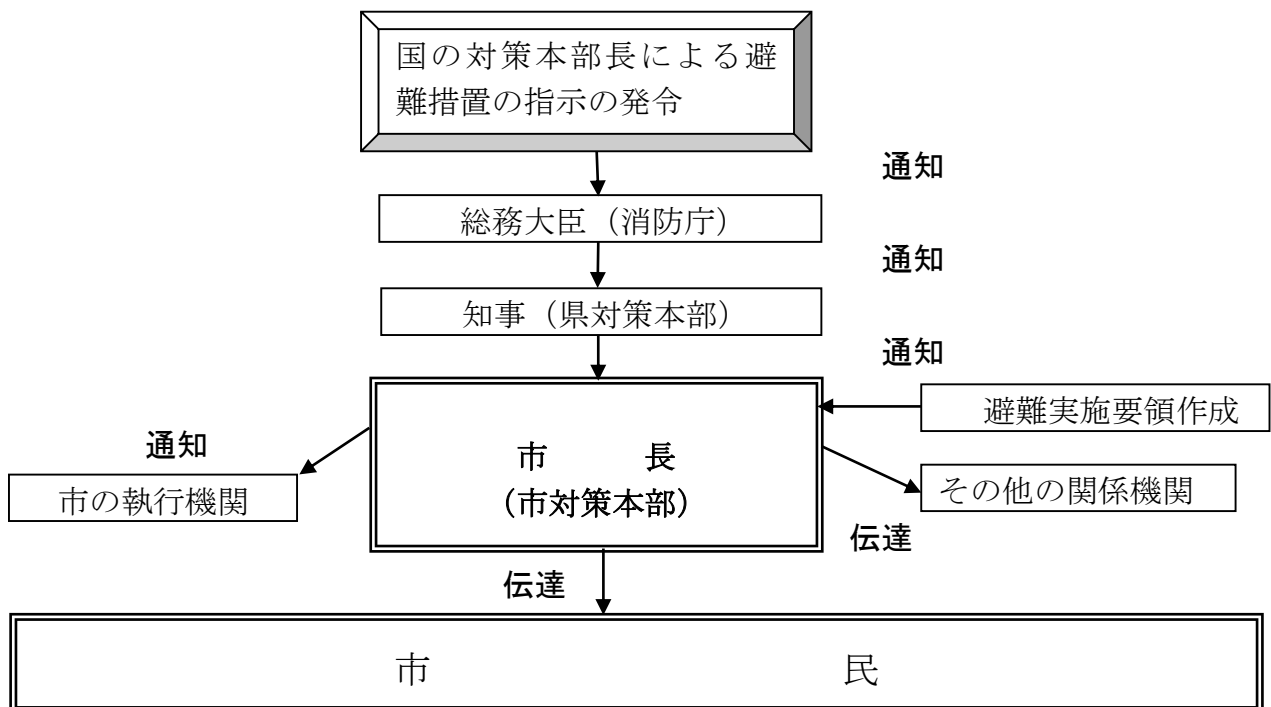 国の対策本部長による避
難措置の指示の発令
通知
総務大臣（消防庁）
通知
知事（県対策本部）
通知
避難実施要領作成
通知
市　　　長
（市対策本部）
市の執行機関
その他の関係機関
伝達
伝達
市　　　　　　　　民